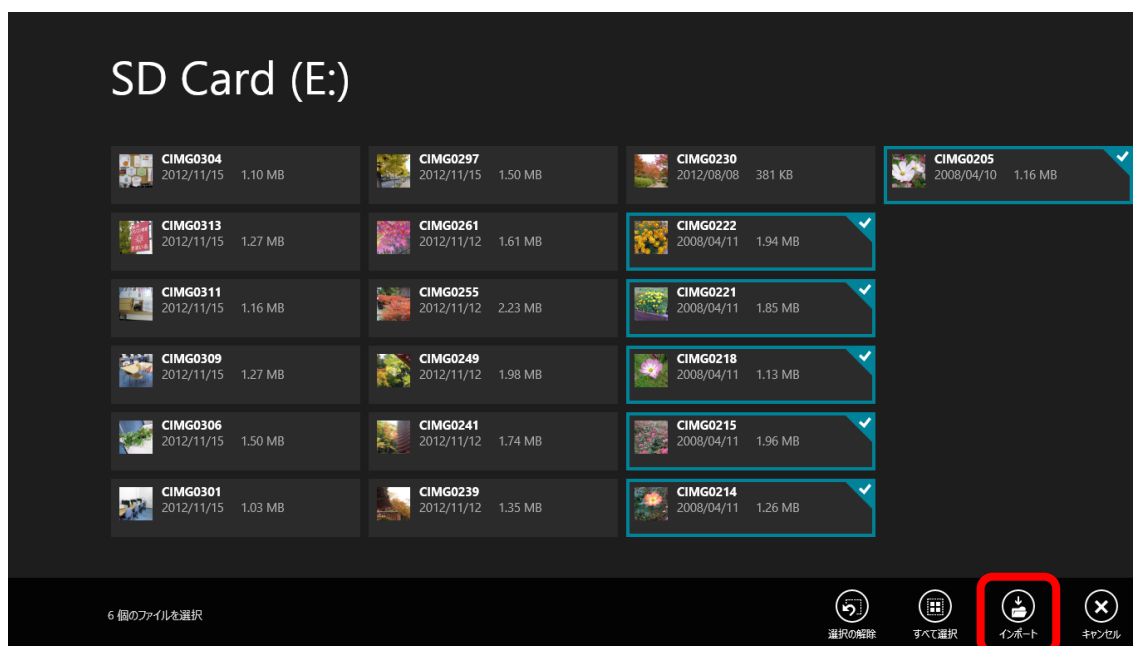 SD Card (E:)
CIMG0304
2012/11/15 1.10 MB
CIMG0313
2012/11/15 1.27 MB
CIMG0311
2012/11/15 1.16 MB
CIMG0309
2012/11/15 1.27 MB
CIMG0306
2012/11/15 1.50 MB
CIMG0301
2012/11/15 1.03 MB
CIMG0297
2012/11/15 1.50 MB
CIMG0261
2012/11/12 1.61 MB
CIMG0255
2012/11/12 2.23 MB
CIMG0249
2012/11/12 1.98 MB
CIMG0241
2012/11/12 1.74 MB
CIMG0239
2012/11/12 1.35 MB
CIMG0230
2012/08/08 381 KB
CIMG0222
2008/04/11 1.94 MB
CIMG0221
2008/04/11 1.85 MB
CIMG0218
2008/04/11 1.13 MB
CIMG0215
2008/04/11 1.96 MB
CIMG0214
2008/04/11 1.26 MB
CIMG0205
2008/04/10 1.16 MB
6 個のファイルを選択
選択の解除
すべて選択
インポート
キャンセル